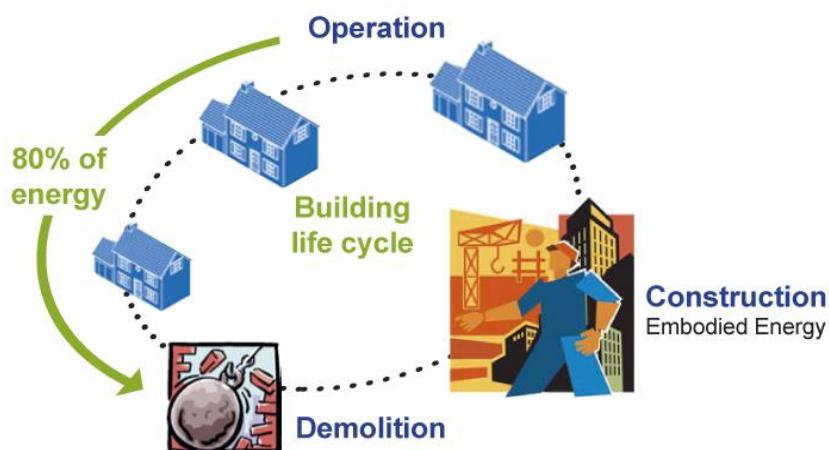 Operation
80% of
energy
Building
life cycle
Construction
Embodied Energy
Demolition